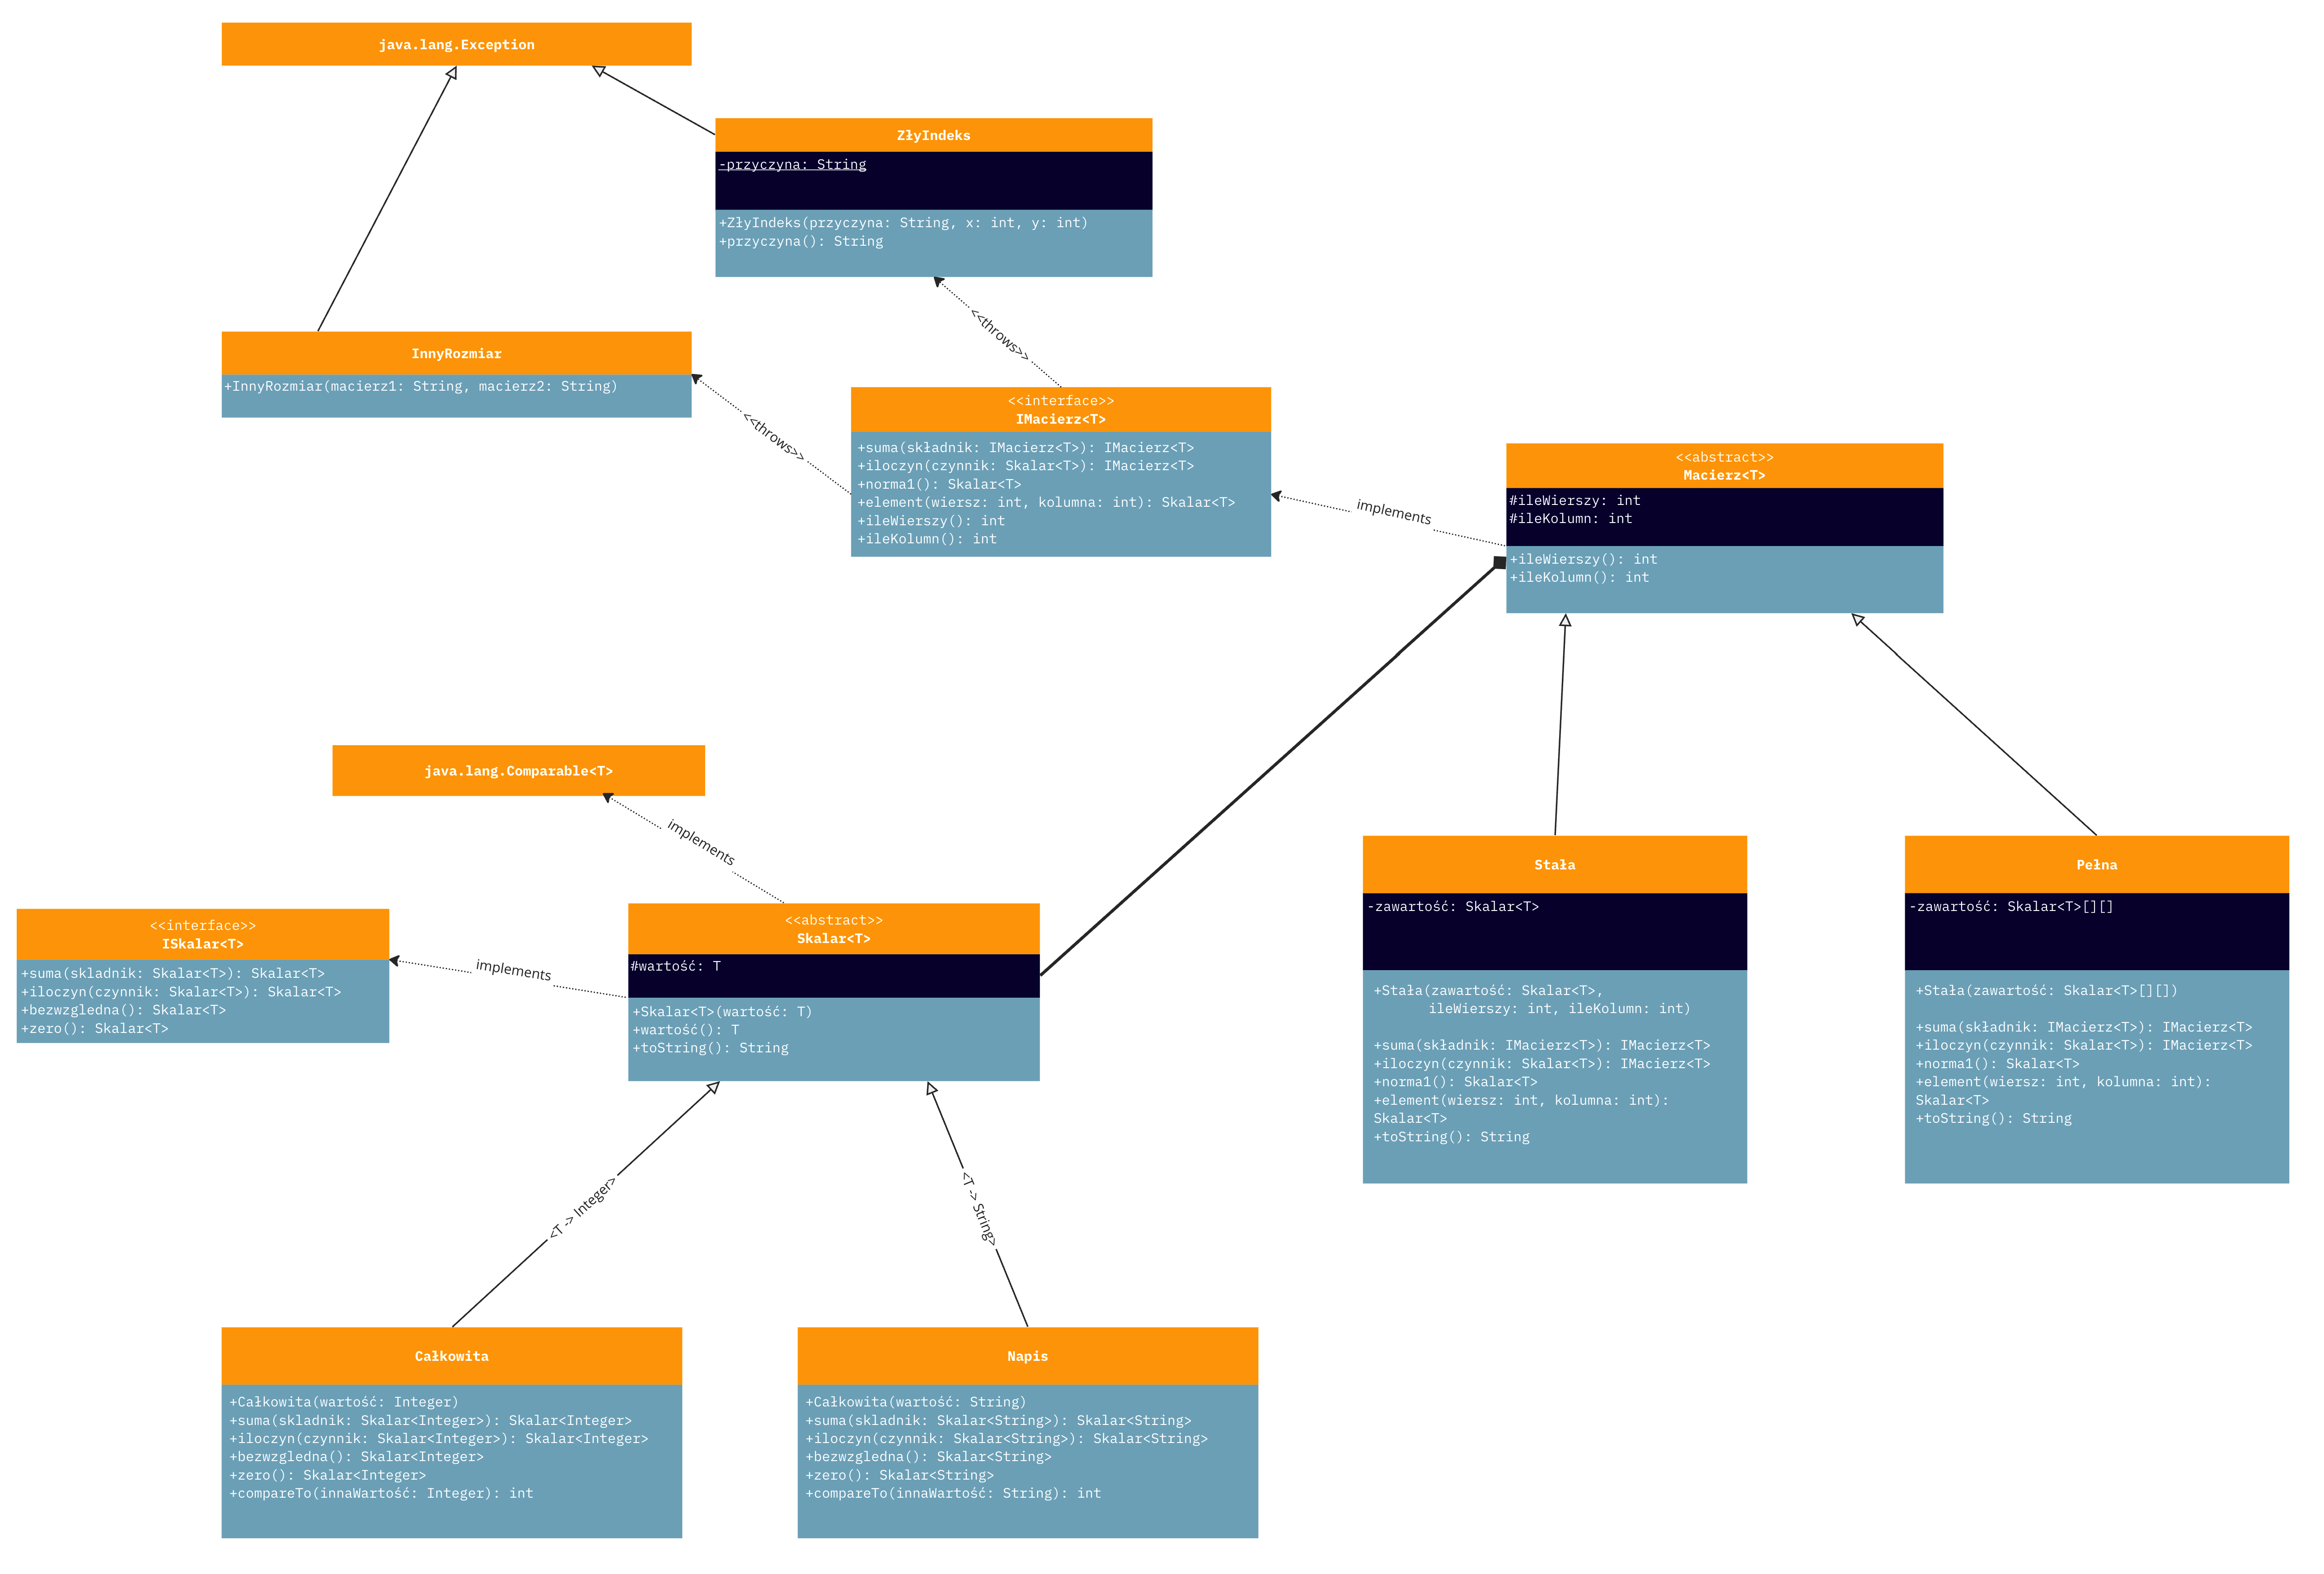 java.lang.Exception
ZłyIndeks
-przyczyna: String
+ZłyIndeks(przyczyna: String, x: int, y: int)
+przyczyna(): String
<<throws>>
InnyRozmiar
+InnyRozmiar(macierz1: String, macierz2: String)
<<throws>>
<<interface>>
IMacierz<T>
+suma(składnik: IMacierz<T>): IMacierz<T>
+iloczyn(czynnik: Skalar<T>): IMacierz<T>
+norma1(): Skalar<T>
+element(wiersz: int, kolumna: int): Skalar<T>
+ileWierszy(): int
+ileKolumn(): int
implements
<<abstract>>
Macierz<T>
#ileWierszy: int
#ileKolumn: int
+ileWierszy(): int
+ileKolumn(): int
java.lang.Comparable<T>
implements
<<interface>>
ISkalar<T>
+suma(skladnik: Skalar<T>): Skalar<T>
+iloczyn(czynnik: Skalar<T>): Skalar<T>
+bezwzgledna(): Skalar<T>
+zero(): Skalar<T>
implements
<<abstract>>
Skalar<T>
#wartość: T
+Skalar<T>(wartość: T)
+wartość(): T
+toString(): String
Stała
-zawartość: Skalar<T>
+Stała(zawartość: Skalar<T>,
ileWierszy: int, ileKolumn: int)
+suma(składnik: IMacierz<T>): IMacierz<T>
+iloczyn(czynnik: Skalar<T>): IMacierz<T>
+norma1(): Skalar<T>
+element(wiersz: int, kolumna: int):
Skalar<T>
+toString(): String
Pełna
-zawartość: Skalar<T>[][]
+Stała(zawartość: Skalar<T>[][])
+suma(składnik: IMacierz<T>): IMacierz<T>
+iloczyn(czynnik: Skalar<T>): IMacierz<T>
+norma1(): Skalar<T>
+element(wiersz: int, kolumna: int):
Skalar<T>
+toString(): String
<T -> Integer>
<T -> String>
Całkowita
+Całkowita(wartość: Integer)
+suma(skladnik: Skalar<Integer>): Skalar<Integer>
+iloczyn(czynnik: Skalar<Integer>): Skalar<Integer>
+bezwzgledna(): Skalar<Integer>
+zero(): Skalar<Integer>
+compareTo(innaWartość: Integer): int
Napis
+Całkowita(wartość: String)
+suma(skladnik: Skalar<String>): Skalar<String>
+iloczyn(czynnik: Skalar<String>): Skalar<String>
+bezwzgledna(): Skalar<String>
+zero(): Skalar<String>
+compareTo(innaWartość: String): int